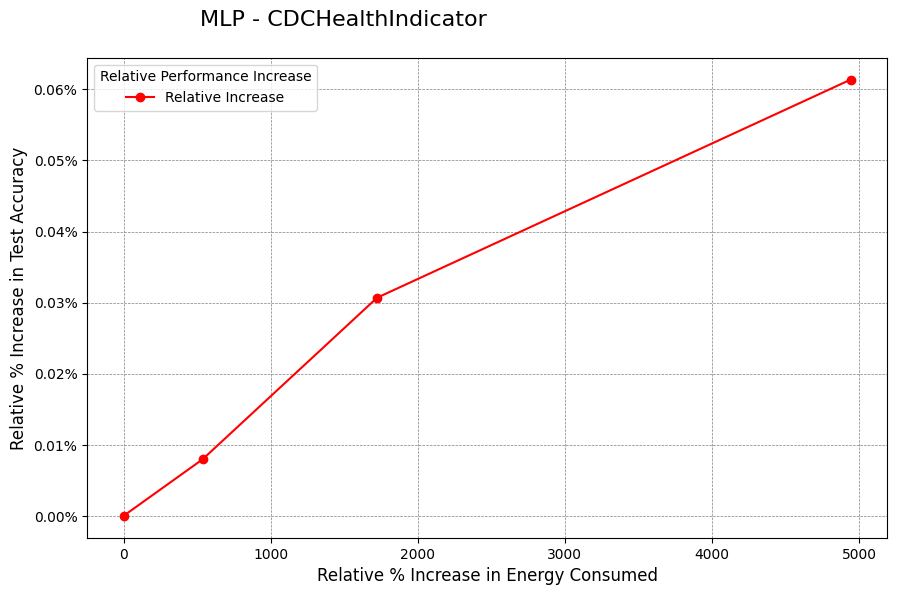 MLP - CDCHealthIndicator
Relative Performance Increase
Relative Increase
Relative % Increase in Test Accuracy
0.06%
0.05%
0.04%
0.03%
0.02%
0.01%
0.00%
0 1000 2000 3000 4000 5000
Relative % Increase in Energy Consumed